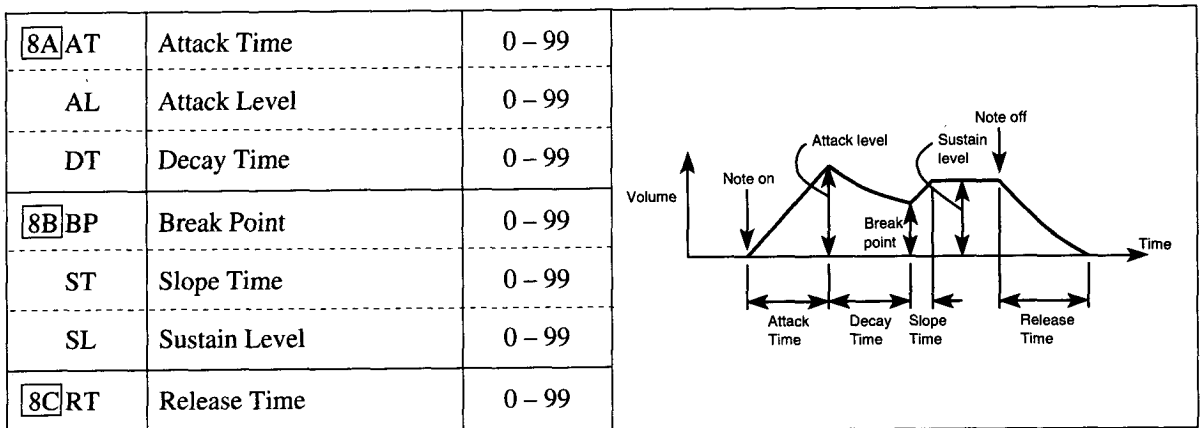 8A AT Attack Time 0 – 99
AL Attack Level 0 – 99
DT Decay Time 0 – 99
8B BP Break Point 0 – 99
ST Slope Time 0 – 99
SL Sustain Level 0 – 99
8C RT Release Time 0 – 99
Note off
Attack level
Sustain
level
Note on
Volume
Break
point
Time
Attack
Time
Decay
Time
Slope
Time
Release
Time